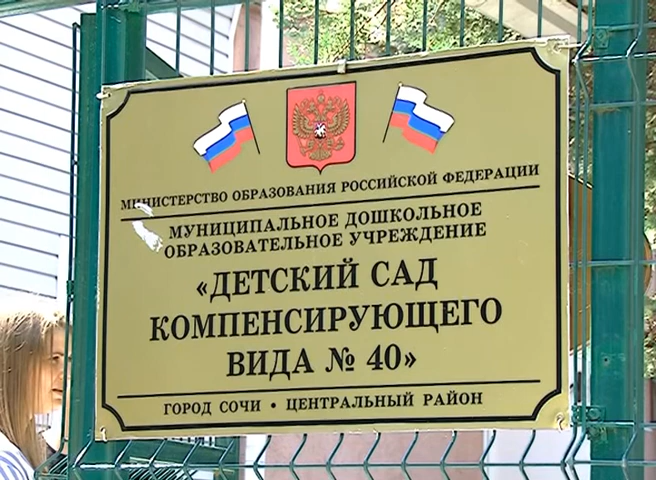 МИНИСТЕРСТВО ОБРАЗОВАНИЯ РОССИЙСКОЙ ФЕДЕРАЦИИ
МУНИЦИПАЛЬНОЕ ДОШКОЛЬНОЕ
ОБРАЗОВАТЕЛЬНОЕ УЧРЕЖДЕНИЕ
«ДЕТСКИЙ САД
КОМПЕНСИРУЮЩЕГО
ВИДА № 40»
ГОРОД СОЧИ • ЦЕНТРАЛЬНЫЙ РАЙОН